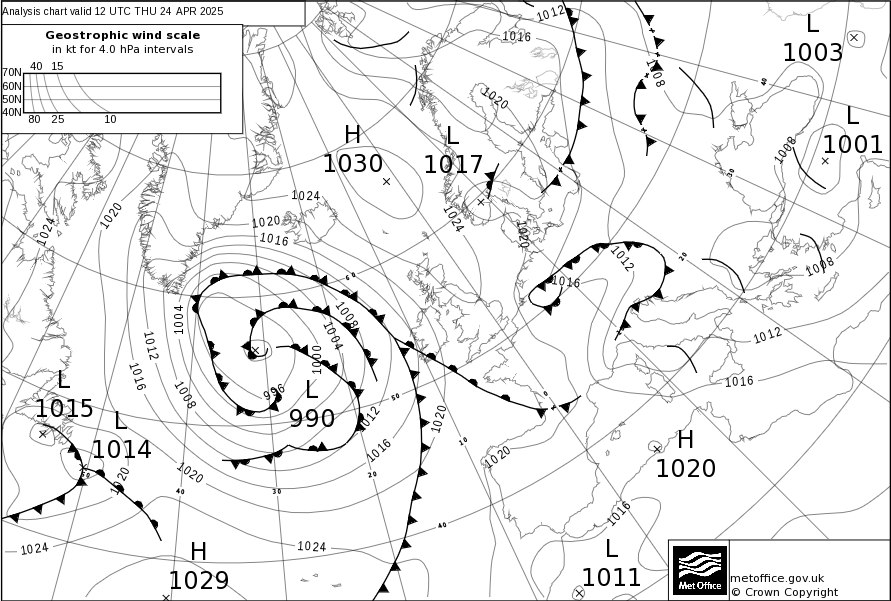 Analysis chart valid 12 UTC THU 24 APR 2025
Geostrophic wind scale
in kt for 4.0 hPa intervals
40 15
70N
60N
50N
40N
80 25 10
1012
1016
L
1003
40
1008
1020
L
1001
H
1030
L
1017
1008
30
1024
1020
1024
1020
1016
1024
1020
20
1008
60
1016
1012
1004
1008
1004
1012
1000
1012
1016
1008
996
1016
L
990
50
0
L
1015
L
1014
1012
1020
10
1016
1020
H
1020
1020
1020
50
40
30
20
40
1016
1024
H
1029
1024
L
1011
Met Office
metoffice.gov.uk
© Crown Copyright